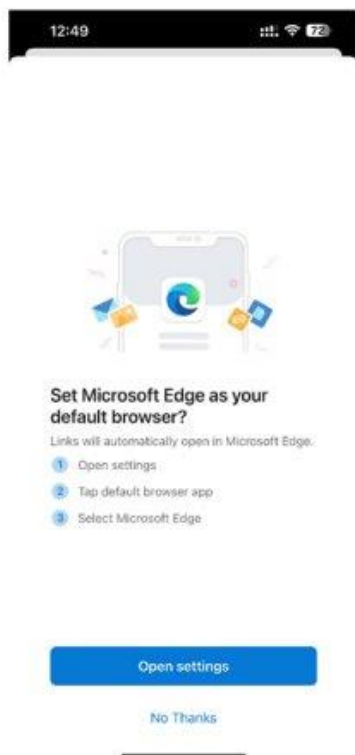 12:49
72
Set Microsoft Edge as your
default browser?
Links will automatically open in Microsoft Edge.
1 Open settings
2 Tap default browser app
3 Select Microsoft Edge
Open settings
No Thanks